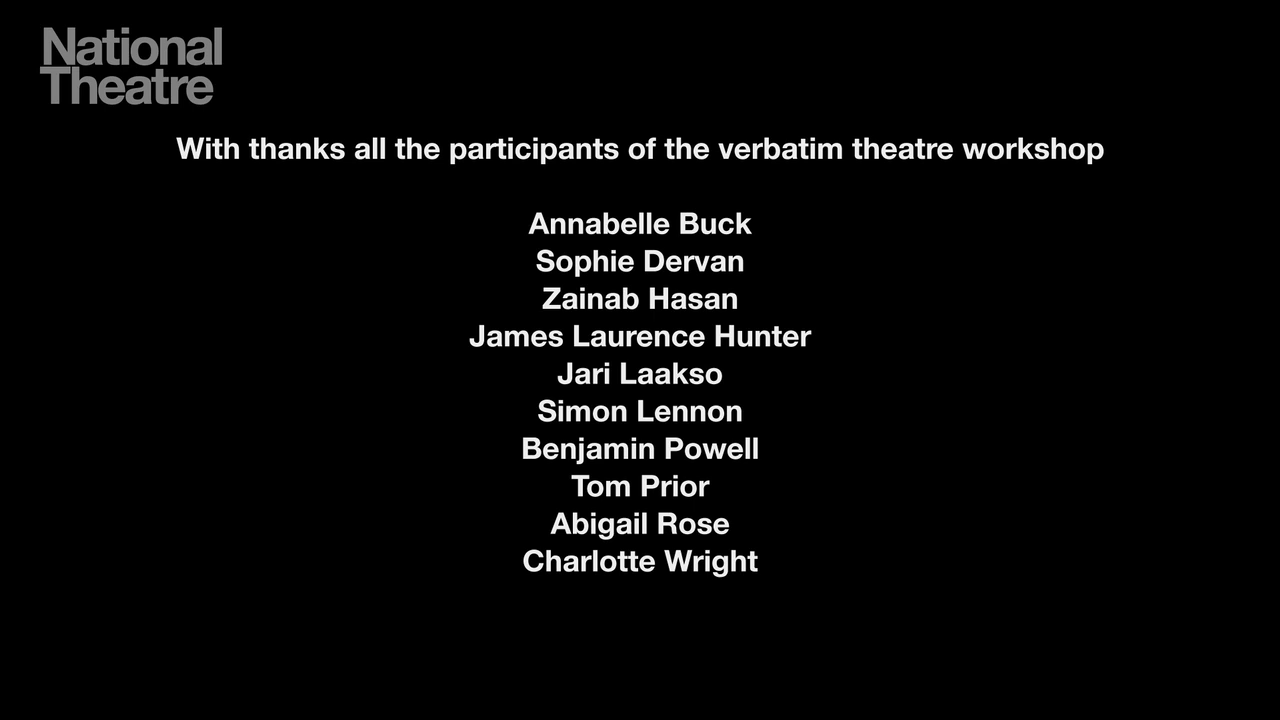 National
Theatre
With thanks all the participants of the verbatim theatre workshop
Annabelle Buck
Sophie Dervan
Zainab Hasan
James Laurence Hunter
Jari Laakso
Simon Lennon
Benjamin Powell
Tom Prior
Abigail Rose
Charlotte Wright